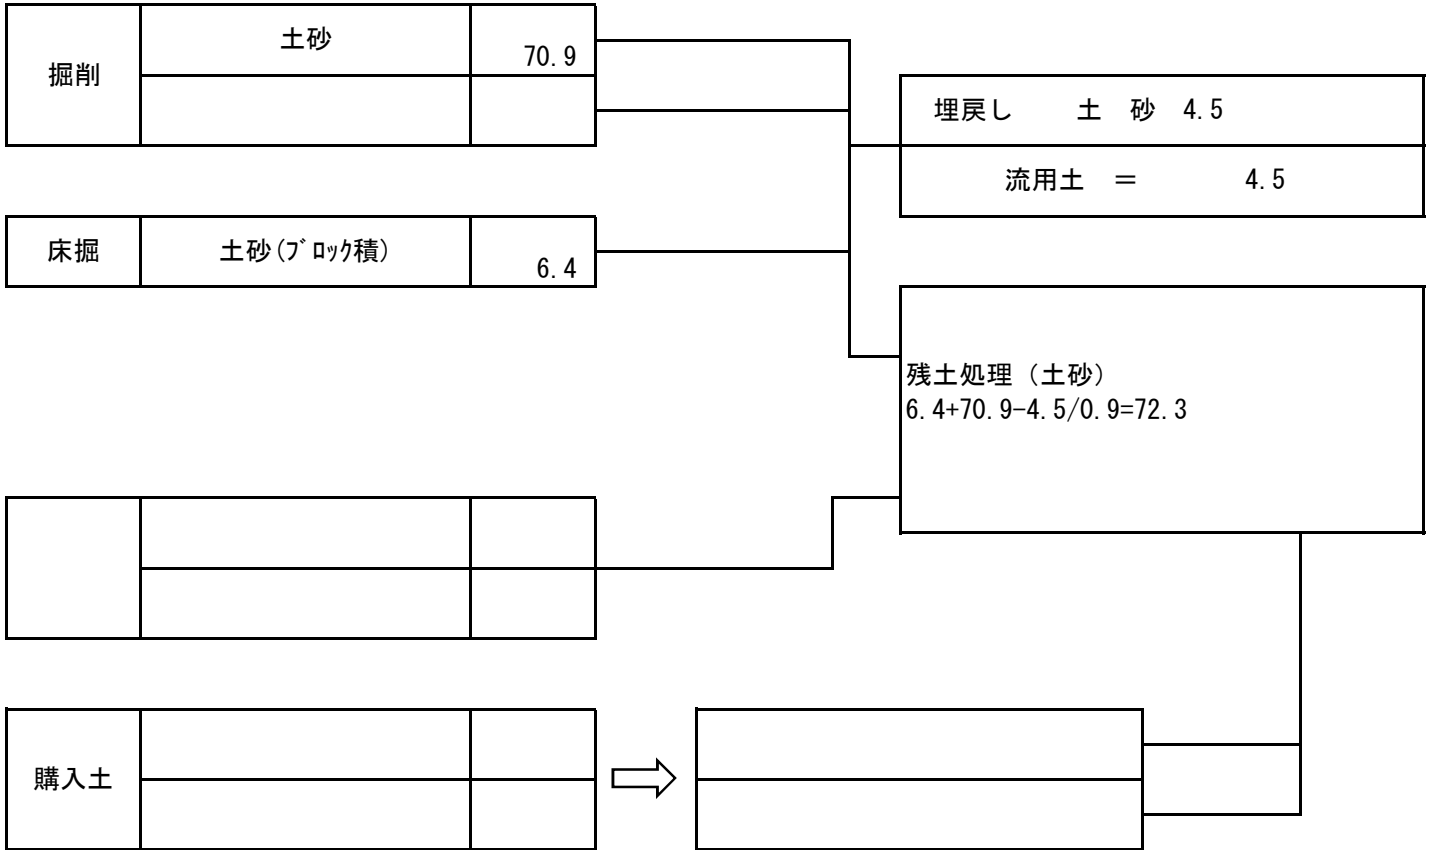 掘削 土砂 70.9
埋戻し 土 砂 4.5
流用土 ＝ 4.5
床掘 土砂(ﾌﾞﾛｯｸ積) 6.4
残土処理（土砂）
6.4+70.9-4.5/0.9=72.3
購入土